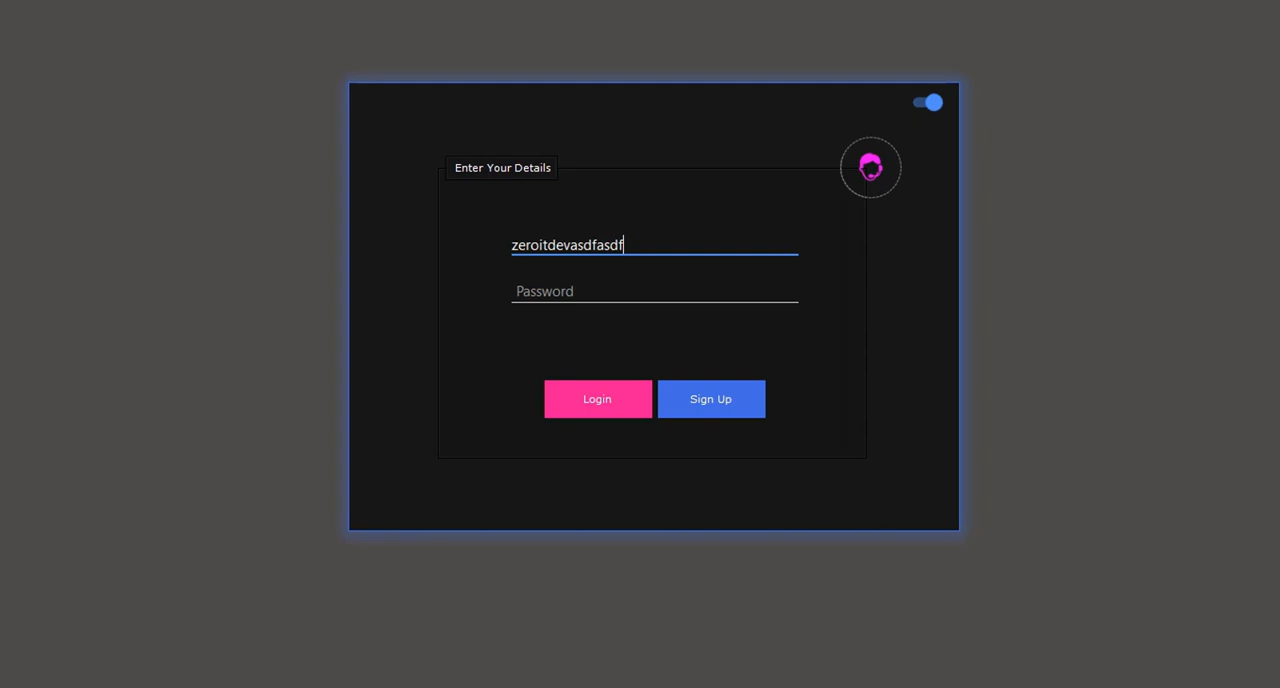 Enter Your Details
zeroitdevasdfasdf
Password
Login
Sign Up